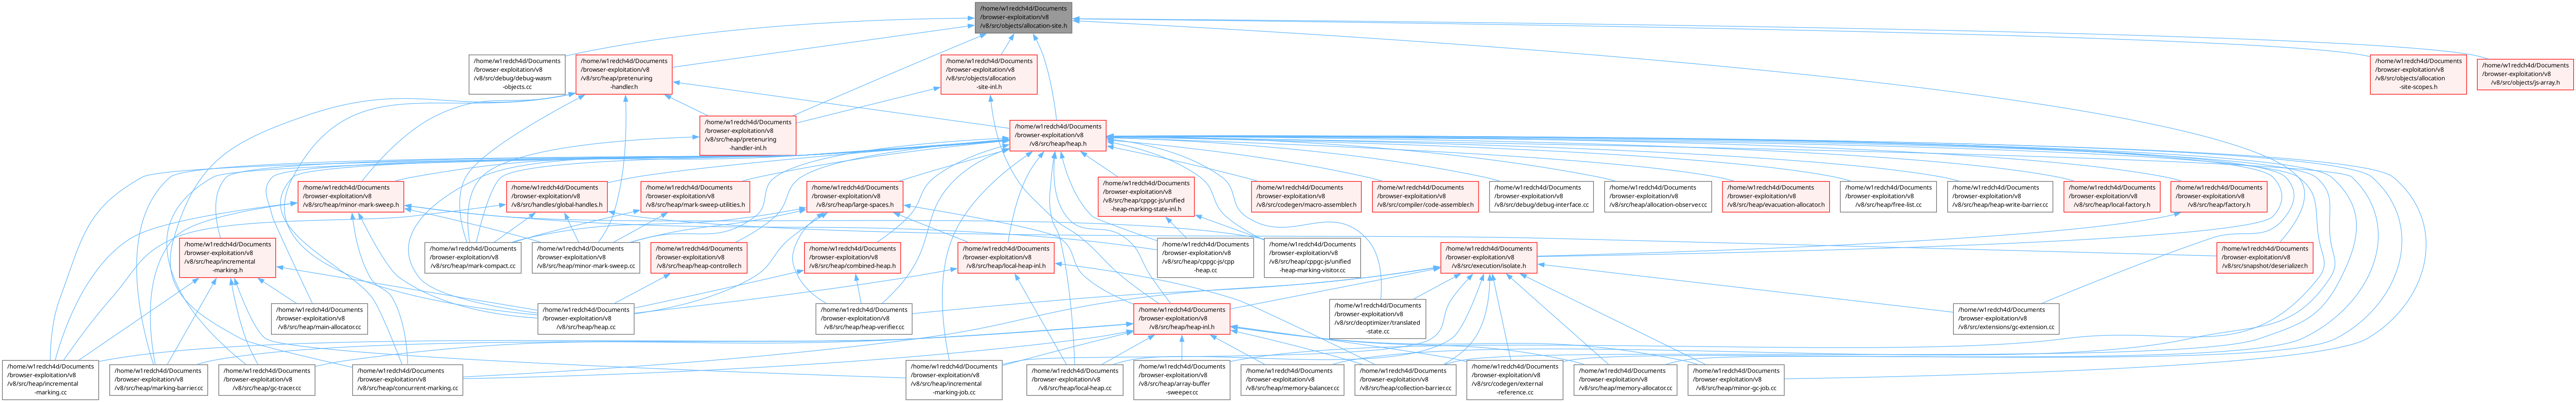 /home/w1redch4d/Documents
/browser-exploitation/v8
/v8/src/objects/allocation-site.h
/home/w1redch4d/Documents
/browser-exploitation/v8
/v8/src/debug/debug-wasm
-objects.cc
/home/w1redch4d/Documents
/browser-exploitation/v8
/v8/src/heap/pretenuring
-handler.h
/home/w1redch4d/Documents
/browser-exploitation/v8
/v8/src/objects/allocation
-site-inl.h
/home/w1redch4d/Documents
/browser-exploitation/v8
/v8/src/objects/allocation
-site-scopes.h
/home/w1redch4d/Documents
/browser-exploitation/v8
/v8/src/objects/js-array.h
/home/w1redch4d/Documents
/browser-exploitation/v8
/v8/src/heap/pretenuring
-handler-inl.h
/home/w1redch4d/Documents
/browser-exploitation/v8
/v8/src/heap/heap.h
/home/w1redch4d/Documents
/browser-exploitation/v8
/v8/src/heap/minor-mark-sweep.h
/home/w1redch4d/Documents
/browser-exploitation/v8
/v8/src/handles/global-handles.h
/home/w1redch4d/Documents
/browser-exploitation/v8
/v8/src/heap/mark-sweep-utilities.h
/home/w1redch4d/Documents
/browser-exploitation/v8
/v8/src/heap/large-spaces.h
/home/w1redch4d/Documents
/browser-exploitation/v8
/v8/src/heap/cppgc-js/unified
-heap-marking-state-inl.h
/home/w1redch4d/Documents
/browser-exploitation/v8
/v8/src/codegen/macro-assembler.h
/home/w1redch4d/Documents
/browser-exploitation/v8
/v8/src/compiler/code-assembler.h
/home/w1redch4d/Documents
/browser-exploitation/v8
/v8/src/debug/debug-interface.cc
/home/w1redch4d/Documents
/browser-exploitation/v8
/v8/src/heap/allocation-observer.cc
/home/w1redch4d/Documents
/browser-exploitation/v8
/v8/src/heap/evacuation-allocator.h
/home/w1redch4d/Documents
/browser-exploitation/v8
/v8/src/heap/free-list.cc
/home/w1redch4d/Documents
/browser-exploitation/v8
/v8/src/heap/heap-write-barrier.cc
/home/w1redch4d/Documents
/browser-exploitation/v8
/v8/src/heap/local-factory.h
/home/w1redch4d/Documents
/browser-exploitation/v8
/v8/src/heap/factory.h
/home/w1redch4d/Documents
/browser-exploitation/v8
/v8/src/heap/incremental
-marking.h
/home/w1redch4d/Documents
/browser-exploitation/v8
/v8/src/heap/mark-compact.cc
/home/w1redch4d/Documents
/browser-exploitation/v8
/v8/src/heap/minor-mark-sweep.cc
/home/w1redch4d/Documents
/browser-exploitation/v8
/v8/src/heap/heap-controller.h
/home/w1redch4d/Documents
/browser-exploitation/v8
/v8/src/heap/combined-heap.h
/home/w1redch4d/Documents
/browser-exploitation/v8
/v8/src/heap/local-heap-inl.h
/home/w1redch4d/Documents
/browser-exploitation/v8
/v8/src/heap/cppgc-js/cpp
-heap.cc
/home/w1redch4d/Documents
/browser-exploitation/v8
/v8/src/heap/cppgc-js/unified
-heap-marking-visitor.cc
/home/w1redch4d/Documents
/browser-exploitation/v8
/v8/src/execution/isolate.h
/home/w1redch4d/Documents
/browser-exploitation/v8
/v8/src/snapshot/deserializer.h
/home/w1redch4d/Documents
/browser-exploitation/v8
/v8/src/heap/main-allocator.cc
/home/w1redch4d/Documents
/browser-exploitation/v8
/v8/src/heap/heap.cc
/home/w1redch4d/Documents
/browser-exploitation/v8
/v8/src/heap/heap-verifier.cc
/home/w1redch4d/Documents
/browser-exploitation/v8
/v8/src/heap/heap-inl.h
/home/w1redch4d/Documents
/browser-exploitation/v8
/v8/src/deoptimizer/translated
-state.cc
/home/w1redch4d/Documents
/browser-exploitation/v8
/v8/src/extensions/gc-extension.cc
/home/w1redch4d/Documents
/browser-exploitation/v8
/v8/src/heap/incremental
-marking.cc
/home/w1redch4d/Documents
/browser-exploitation/v8
/v8/src/heap/marking-barrier.cc
/home/w1redch4d/Documents
/browser-exploitation/v8
/v8/src/heap/gc-tracer.cc
/home/w1redch4d/Documents
/browser-exploitation/v8
/v8/src/heap/concurrent-marking.cc
/home/w1redch4d/Documents
/browser-exploitation/v8
/v8/src/heap/incremental
-marking-job.cc
/home/w1redch4d/Documents
/browser-exploitation/v8
/v8/src/heap/local-heap.cc
/home/w1redch4d/Documents
/browser-exploitation/v8
/v8/src/heap/array-buffer
-sweeper.cc
/home/w1redch4d/Documents
/browser-exploitation/v8
/v8/src/heap/memory-balancer.cc
/home/w1redch4d/Documents
/browser-exploitation/v8
/v8/src/heap/collection-barrier.cc
/home/w1redch4d/Documents
/browser-exploitation/v8
/v8/src/codegen/external
-reference.cc
/home/w1redch4d/Documents
/browser-exploitation/v8
/v8/src/heap/memory-allocator.cc
/home/w1redch4d/Documents
/browser-exploitation/v8
/v8/src/heap/minor-gc-job.cc